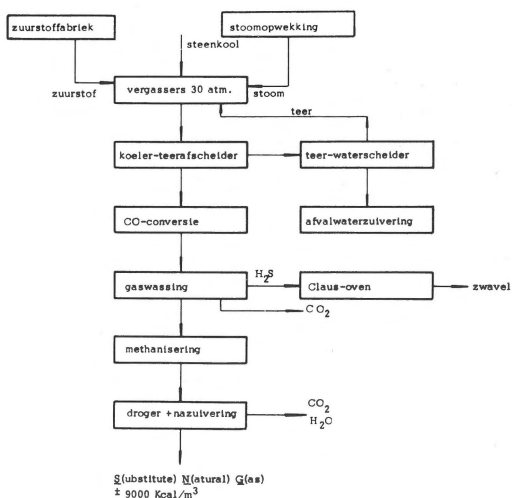 zuurstoffabriek
stoomopwekking
steenkool
zuurstof
vergassers 30 atm.
stoom
teer
koeler-teerafscheider
teer-waterscheider
CO-conversie
afvalwaterzuivering
gaswassing
H₂S
Claus-oven
zwavel
CO₂
methanisering
droger +nazuivering
CO₂
H₂O
S(ubstitute) N(atural) G(as)
± 9000 Kcal/m³